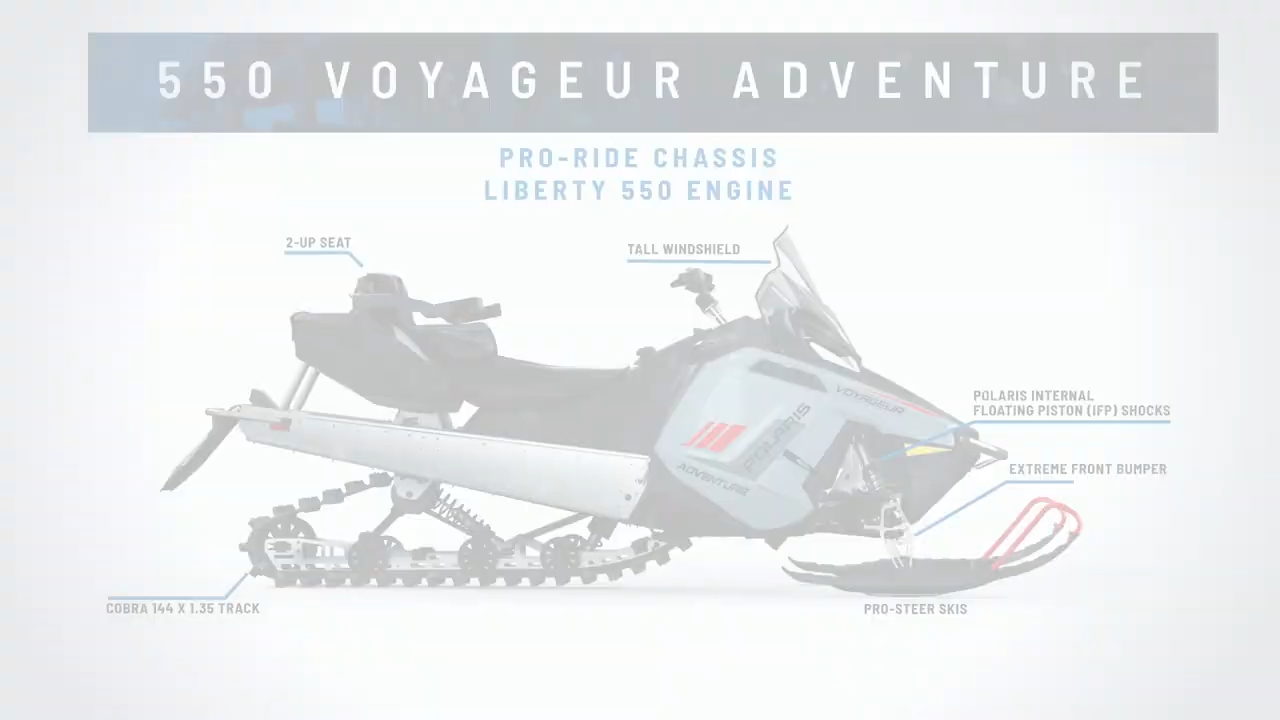 550 VOYAGEUR ADVENTURE
PRO-RIDE CHASSIS
LIBERTY 550 ENGINE
2-UP SEAT
TALL WINDSHIELD
POLARIS INTERNAL
FLOATING PISTON (IFP) SHOCKS
EXTREME FRONT BUMPER
VOYAGEUR
POLARIS
ADVENTURE
COBRA 144 X 1.35 TRACK
PRO-STEER SKIS